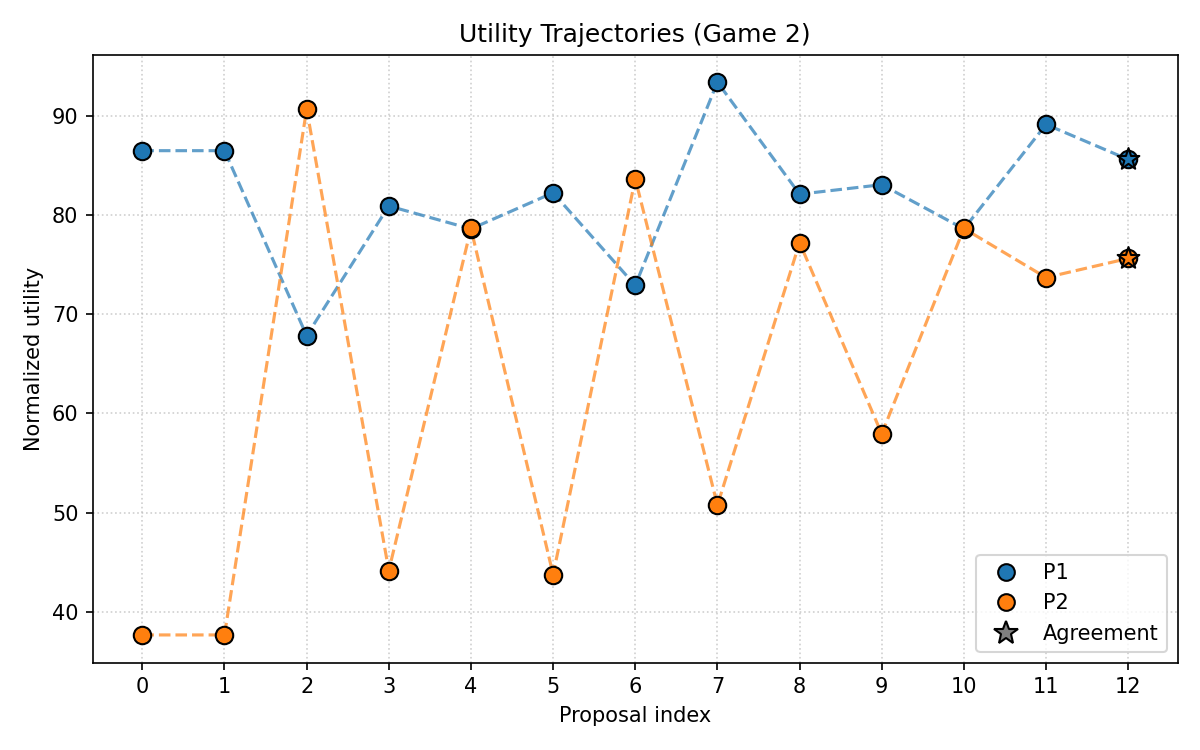 Utility Trajectories (Game 2)
Normalized utility
90
80
70
60
50
40
P1
P2
Agreement
0 1 2 3 4 5 6 7 8 9 10 11 12
Proposal index